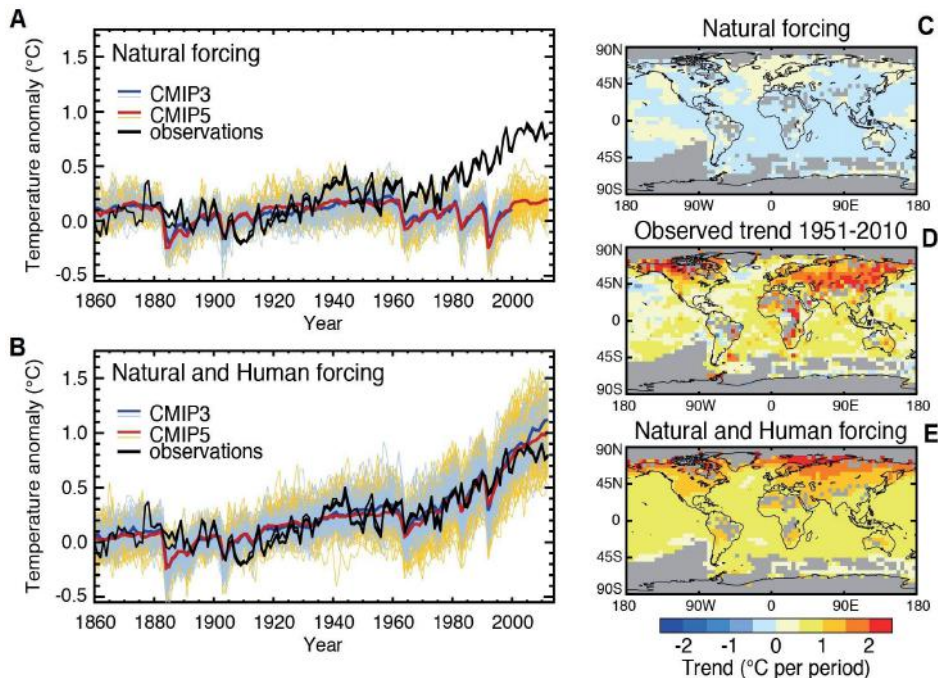 A
Temperature anomaly (°C)
Natural forcing
CMIP3
CMIP5
observations
1.5
1.0
0.5
0.0
-0.5
1860 1880 1900 1920 1940 1960 1980 2000
Year
B
Temperature anomaly (°C)
Natural and Human forcing
CMIP3
CMIP5
observations
1.5
1.0
0.5
0.0
-0.5
1860 1880 1900 1920 1940 1960 1980 2000
Year
C
Natural forcing
90N
45N
0
45S
90S
180 90W 0 90E 180
D
Observed trend 1951-2010
90N
45N
0
45S
90S
180 90W 0 90E 180
E
Natural and Human forcing
90N
45N
0
45S
90S
180 90W 0 90E 180
-2 -1 0 1 2
Trend (°C per period)